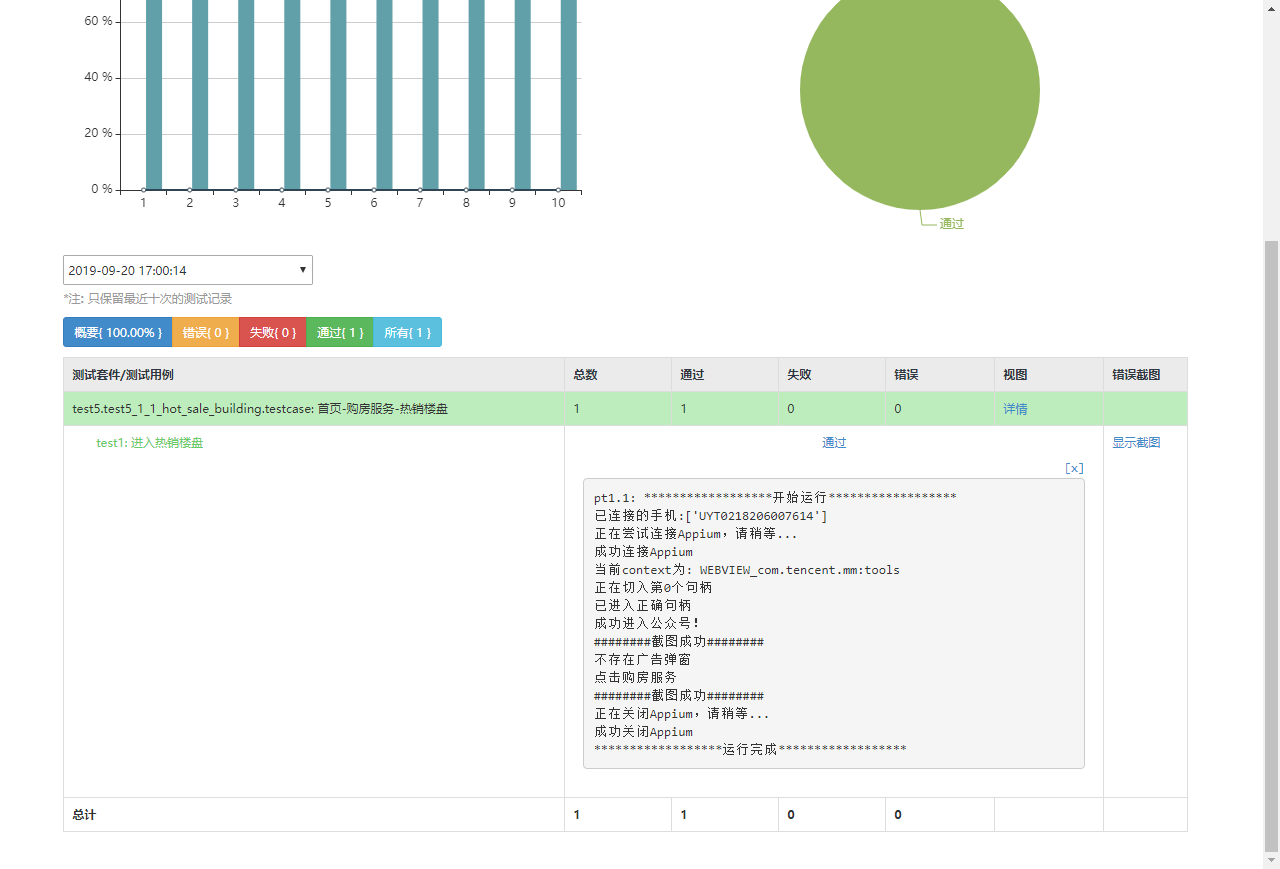 60 %
40 %
20 %
0 %
1 2 3 4 5 6 7 8 9 10
通过
2019-09-20 17:00:14
*注: 只保留最近十次的测试记录
概要{ 100.00% } 错误{ 0 } 失败{ 0 } 通过{ 1 } 所有{ 1 }
测试套件/测试用例 总数 通过 失败 错误 视图 错误截图
test5.test5_1_1_hot_sale_building.testcase: 首页-购房服务-热销楼盘 1 1 0 0 详情
test1: 进入热销楼盘 通过 显示截图
[x]
pt1.1: ******************开始运行******************
已连接的手机:['UYT0218206007614']
正在尝试连接Appium，请稍等...
成功连接Appium
当前context为: WEBVIEW_com.tencent.mm:tools
正在切入第0个句柄
已进入正确句柄
成功进入公众号！
########截图成功########
不存在广告弹窗
点击购房服务
########截图成功########
正在关闭Appium，请稍等...
成功关闭Appium
******************运行完成******************
总计 1 1 0 0